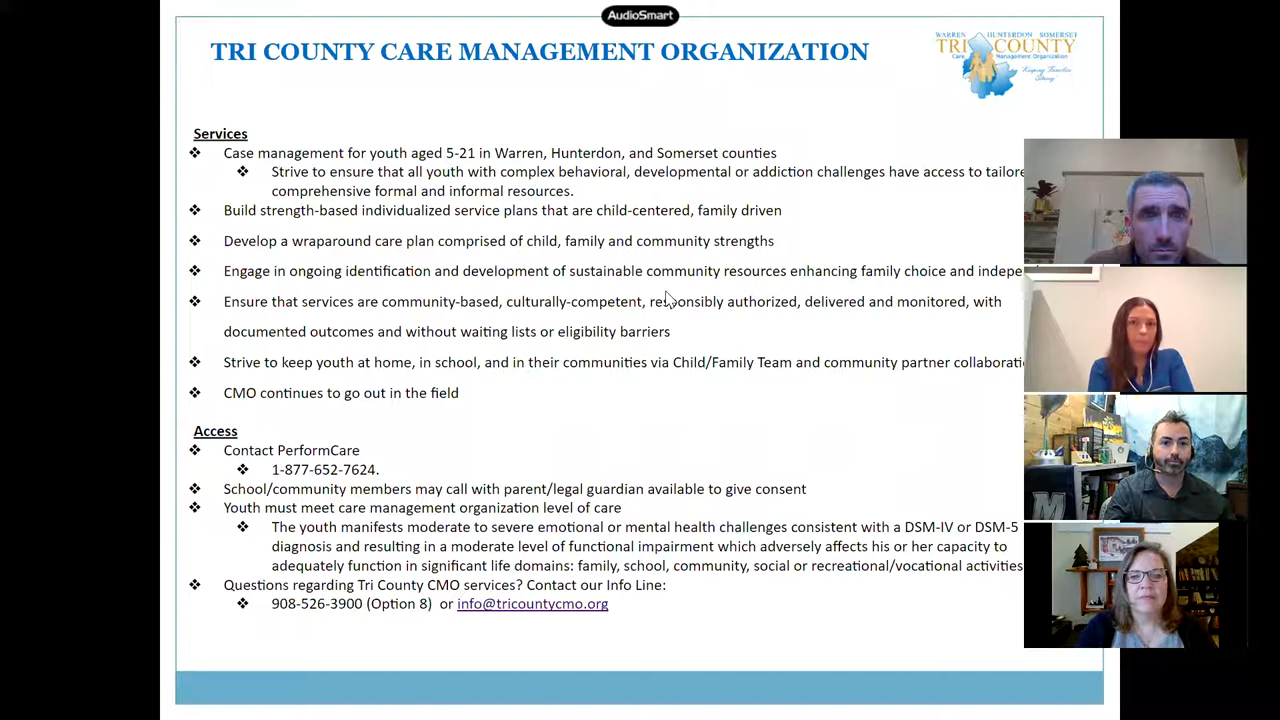 AudioSmart
TRI COUNTY CARE MANAGEMENT ORGANIZATION
WARREN HUNTERDON SOMERSET
TRI COUNTY
Care Management Organization
"Keeping Families
Strong"
Services
Case management for youth aged 5-21 in Warren, Hunterdon, and Somerset counties
Strive to ensure that all youth with complex behavioral, developmental or addiction challenges have access to tailore
comprehensive formal and informal resources.
Build strength-based individualized service plans that are child-centered, family driven
Develop a wraparound care plan comprised of child, family and community strengths
Engage in ongoing identification and development of sustainable community resources enhancing family choice and indepe
Ensure that services are community-based, culturally-competent, responsibly authorized, delivered and monitored, with
documented outcomes and without waiting lists or eligibility barriers
Strive to keep youth at home, in school, and in their communities via Child/Family Team and community partner collaborati
CMO continues to go out in the field
Access
Contact PerformCare
1-877-652-7624.
School/community members may call with parent/legal guardian available to give consent
Youth must meet care management organization level of care
The youth manifests moderate to severe emotional or mental health challenges consistent with a DSM-IV or DSM-5
diagnosis and resulting in a moderate level of functional impairment which adversely affects his or her capacity to
adequately function in significant life domains: family, school, community, social or recreational/vocational activities
Questions regarding Tri County CMO services? Contact our Info Line:
908-526-3900 (Option 8) or info@tricountycmo.org
M